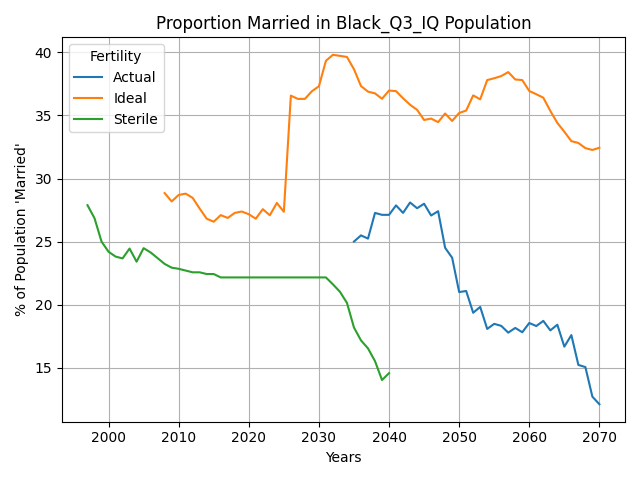 Proportion Married in Black_Q3_IQ Population
Fertility
Actual
Ideal
Sterile
% of Population 'Married'
40
35
30
25
20
15
2000 2010 2020 2030 2040 2050 2060 2070
Years